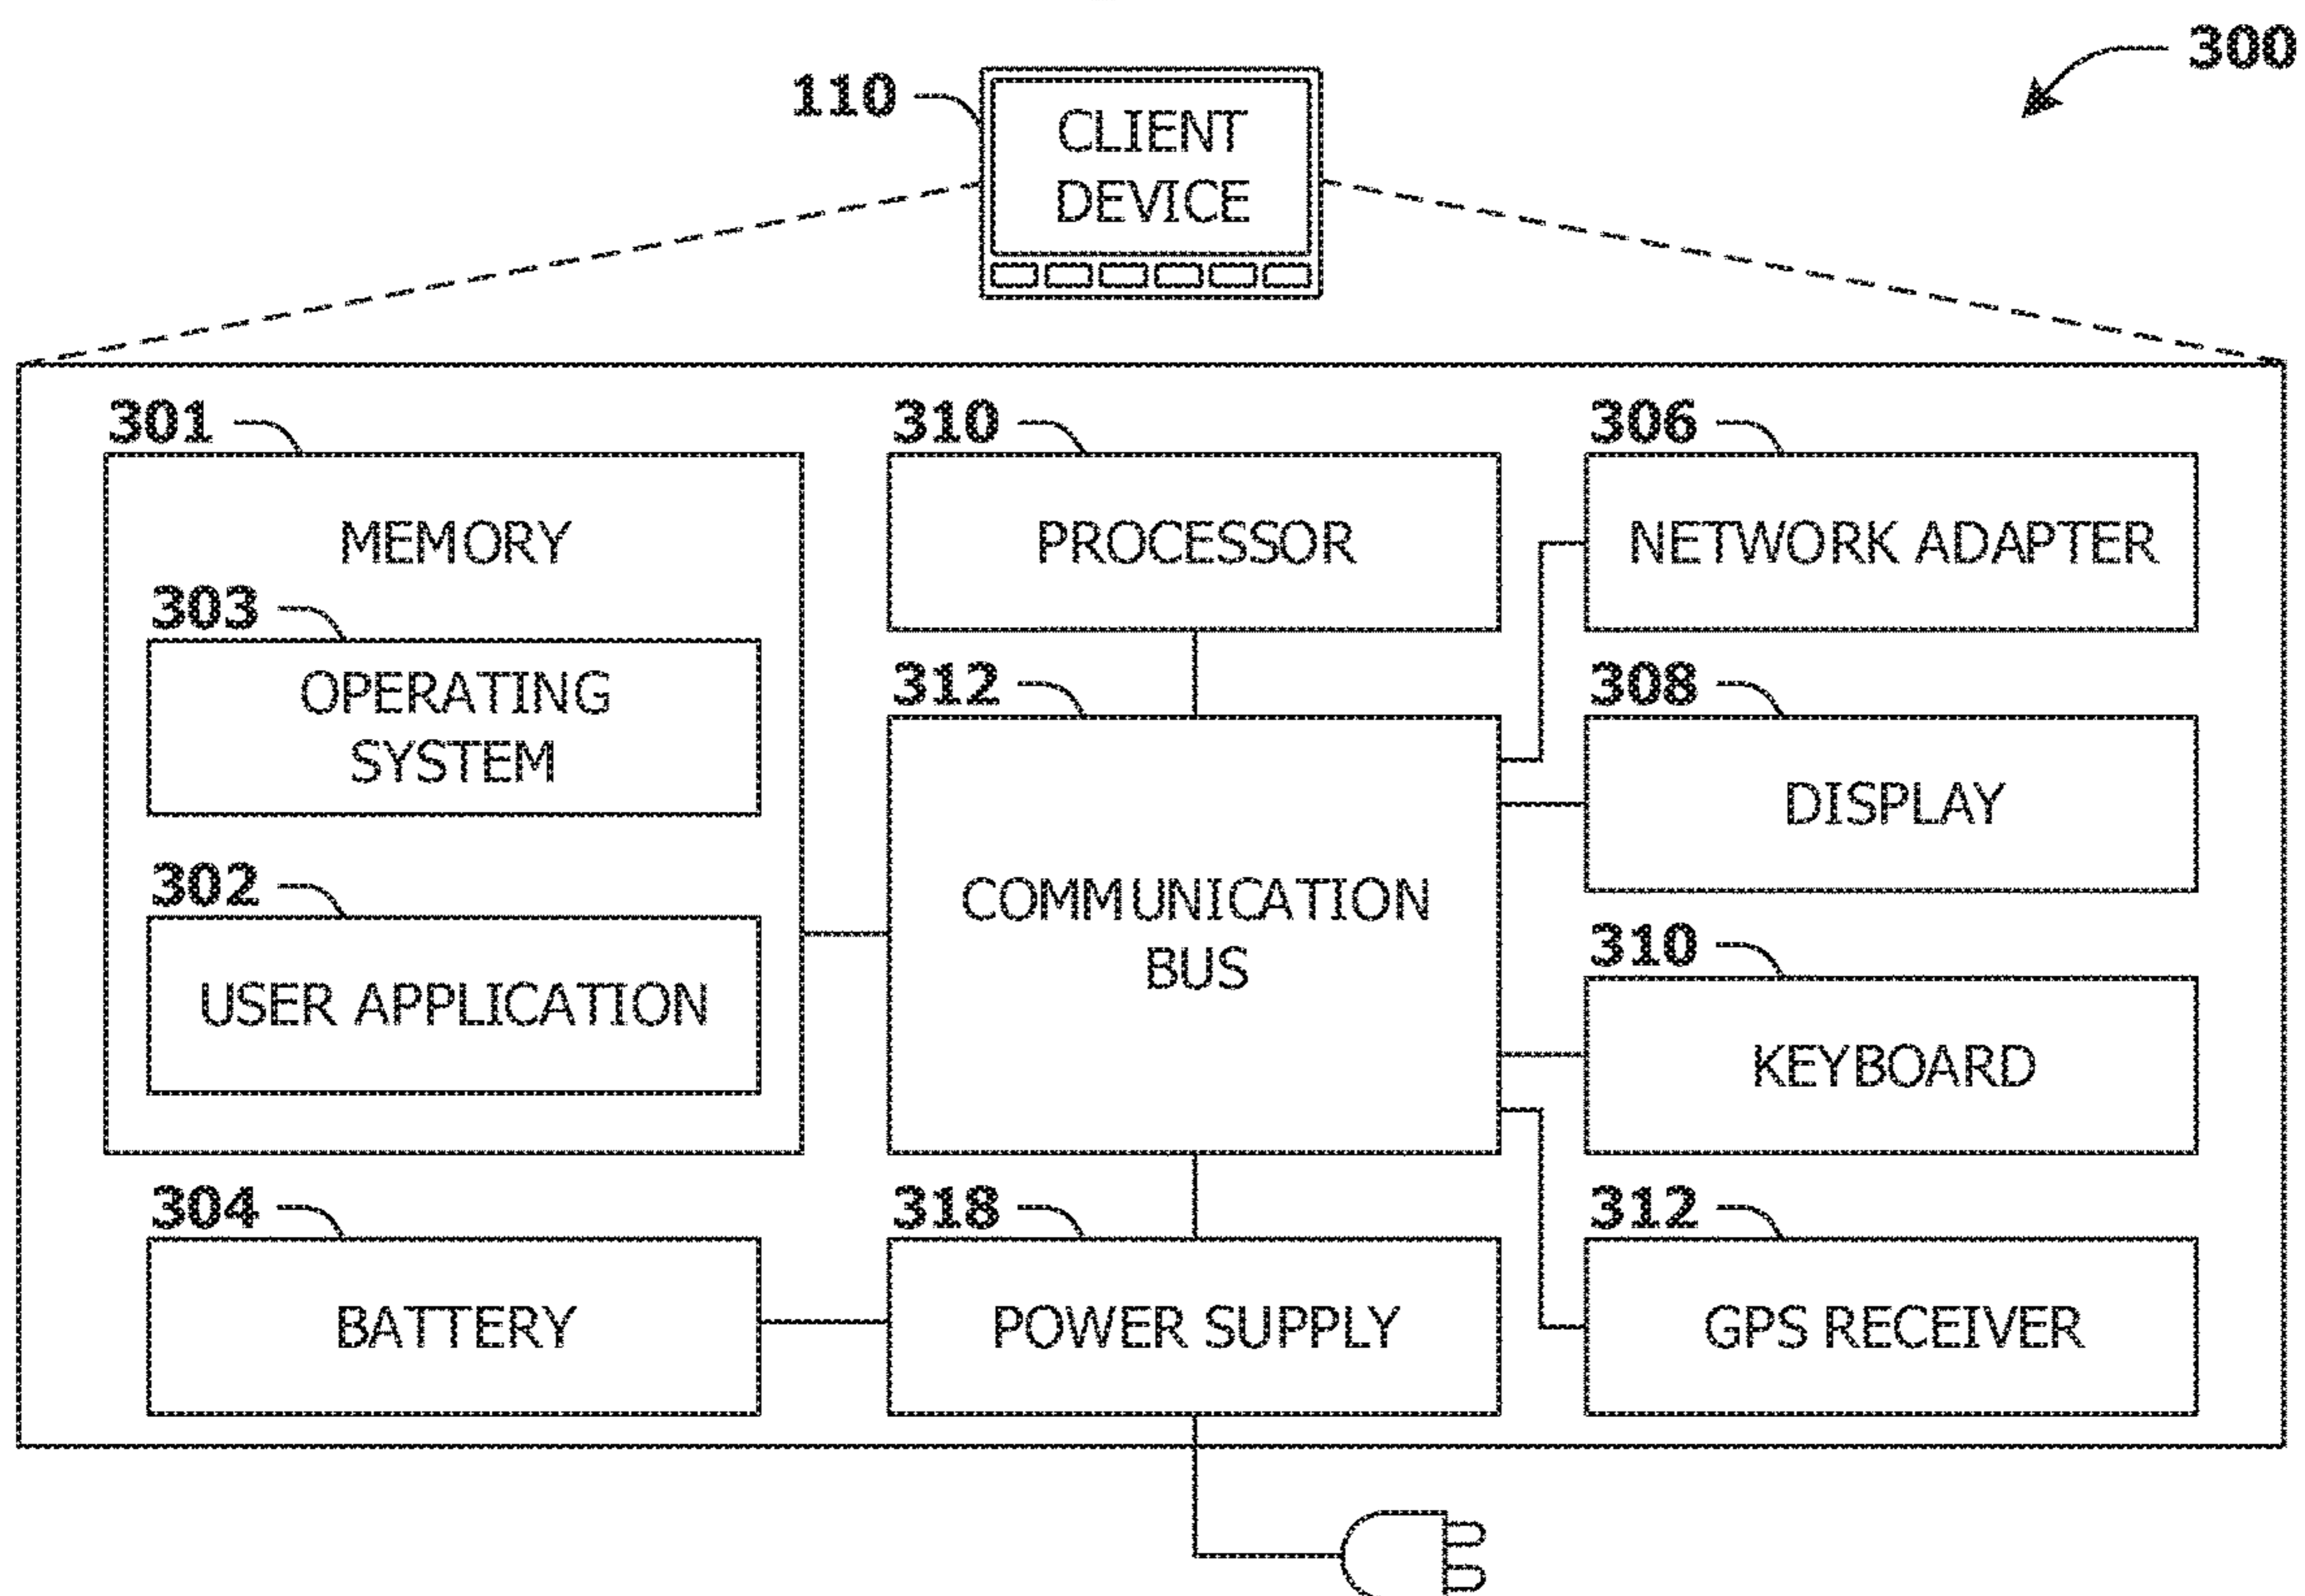 300
110
CLIENT
DEVICE
301
MEMORY
303
OPERATING
SYSTEM
302
USER APPLICATION
304
BATTERY
310
PROCESSOR
312
COMMUNICATION
BUS
318
POWER SUPPLY
306
NETWORK ADAPTER
308
DISPLAY
310
KEYBOARD
312
GPS RECEIVER